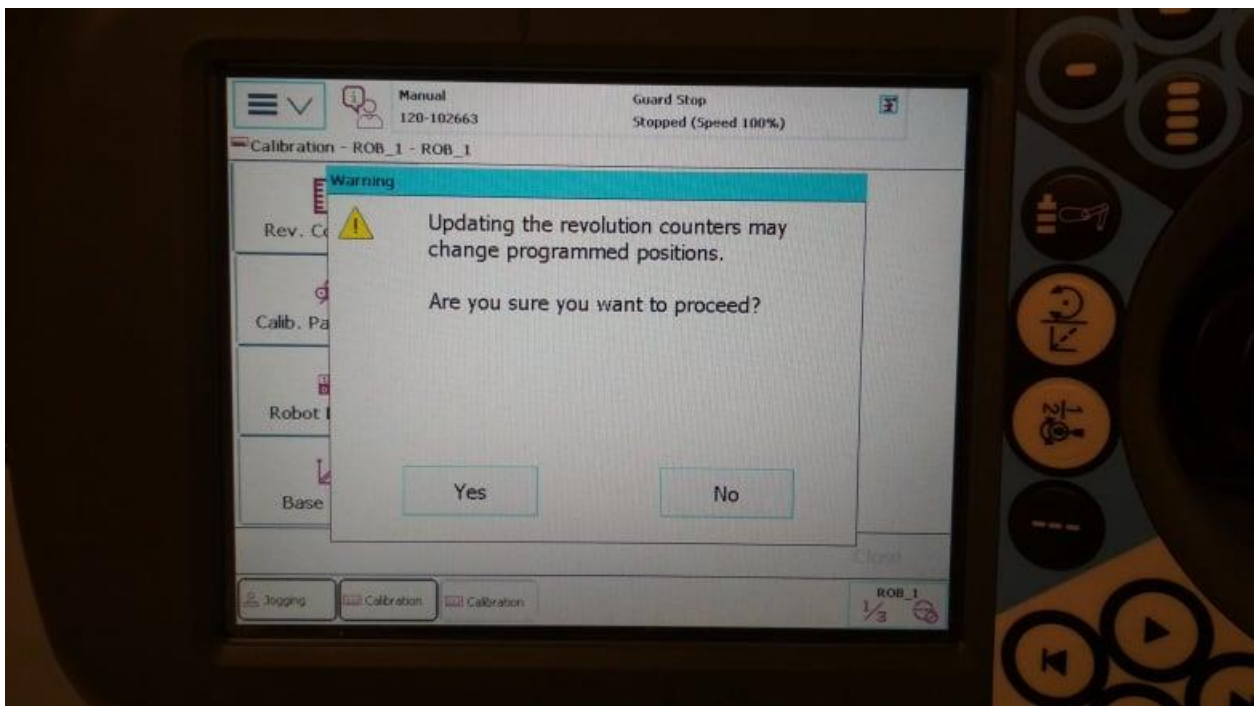 Manual
Guard Stop
120-102663
Stopped (Speed 100%)
Calibration - ROB_1 - ROB_1
Warning
Rev.
Updating the revolution counters may
change programmed positions.
Are you sure you want to proceed?
Calib.
Robot
Base
Yes
No
Close
Jogging
Calibration
Calibration
ROB_1
1/3
1
2